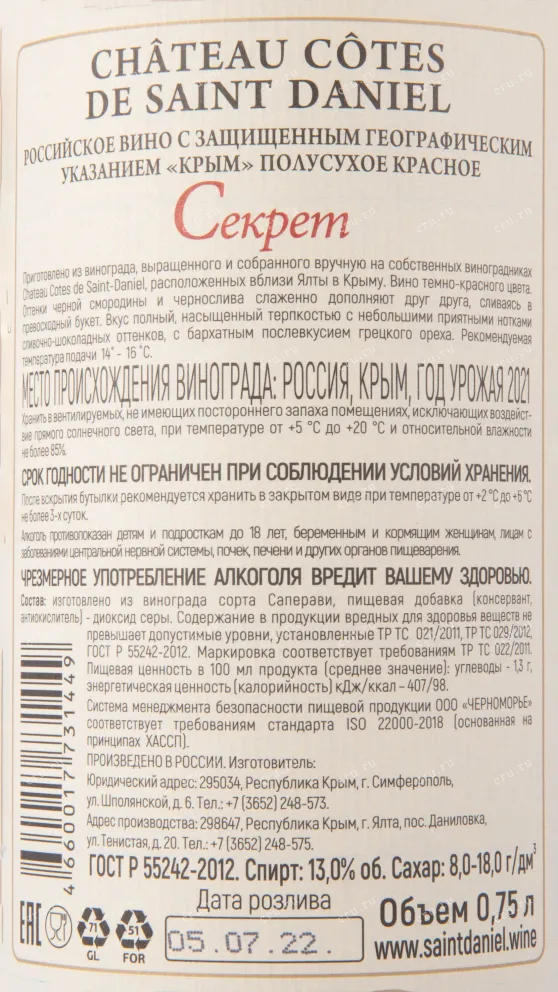 CHÂTEAU CÔTES
DE SAINT DANIEL
РОССИЙСКОЕ ВИНО С ЗАЩИЩЕННЫМ ГЕОГРАФИЧЕСКИМ
УКАЗАНИЕМ «КРЫМ» ПОЛУСУХОЕ КРАСНОЕ
Секрет
Приготовлено из винограда, выращенного и собранного вручную на собственных виноградниках
Chateau Cotes de Saint-Daniel, расположенных вблизи Ялты в Крыму. Вино темно-красного цвета.
Оттенки черной смородины и чернослива слаженно дополняют друг друга, сливаясь в
превосходный букет. Вкус полный, насыщенный терпкостью с небольшими приятными нотками
сливочно-шоколадных оттенков, с бархатным послевкусием грецкого ореха. Рекомендуемая
температура подачи 14° - 16 °С.
МЕСТО ПРОИСХОЖДЕНИЯ ВИНОГРАДА: РОССИЯ, КРЫМ, ГОД УРОЖАЯ 2021
Хранить в вентилируемых, не имеющих постороннего запаха помещениях, исключающих воздейст-
вие прямого солнечного света, при температуре от +5 °С до +20 °С и относительной влажности
не более 85%.
СРОК ГОДНОСТИ НЕ ОГРАНИЧЕН ПРИ СОБЛЮДЕНИИ УСЛОВИЙ ХРАНЕНИЯ.
После вскрытия бутылки рекомендуется хранить в закрытом виде при температуре от +2 °С до +6 °С
не более 3-х суток.
Алкоголь противопоказан детям и подросткам до 18 лет, беременным и кормящим женщинам, лицам с
заболеваниями центральной нервной системы, почек, печени и других органов пищеварения.
ЧРЕЗМЕРНОЕ УПОТРЕБЛЕНИЕ АЛКОГОЛЯ ВРЕДИТ ВАШЕМУ ЗДОРОВЬЮ.
Состав: изготовлено из винограда сорта Саперави, пищевая добавка (консервант,
антиокислитель) - диоксид серы. Содержание в продукции вредных для здоровья веществ не
превышает допустимые уровни, установленные ТР ТС 021/2011, ТР ТС 029/2012,
ГОСТ Р 55242-2012. Маркировка соответствует требованиям ТР ТС 022/2011.
Пищевая ценность в 100 мл продукта (среднее значение): углеводы - 1,3 г,
энергетическая ценность (калорийность) кДж/ккал – 407/98.
Система менеджмента безопасности пищевой продукции ООО «ЧЕРНОМОРЬЕ»
соответствует требованиям стандарта ISO 22000-2018 (основанная на
принципах ХАССП).
ПРОИЗВЕДЕНО В РОССИИ. Изготовитель:
Юридический адрес: 295034, Республика Крым, г. Симферополь,
ул. Шполянской, д. 6. Тел.: +7 (3652) 248-573.
Адрес производства: 298647, Республика Крым, г. Ялта, пос. Даниловка,
ул. Тенистая, д. 20. Тел.: +7 (3652) 248-575.
4 660017 731449
ГОСТ Р 55242-2012. Спирт: 13,0% об. Сахар: 8,0-18,0 г/дм³
Дата розлива
05.07.22.
Объем 0,75 л
www.saintdaniel.wine
EAC
71
GL
51
FOR
cru.ru